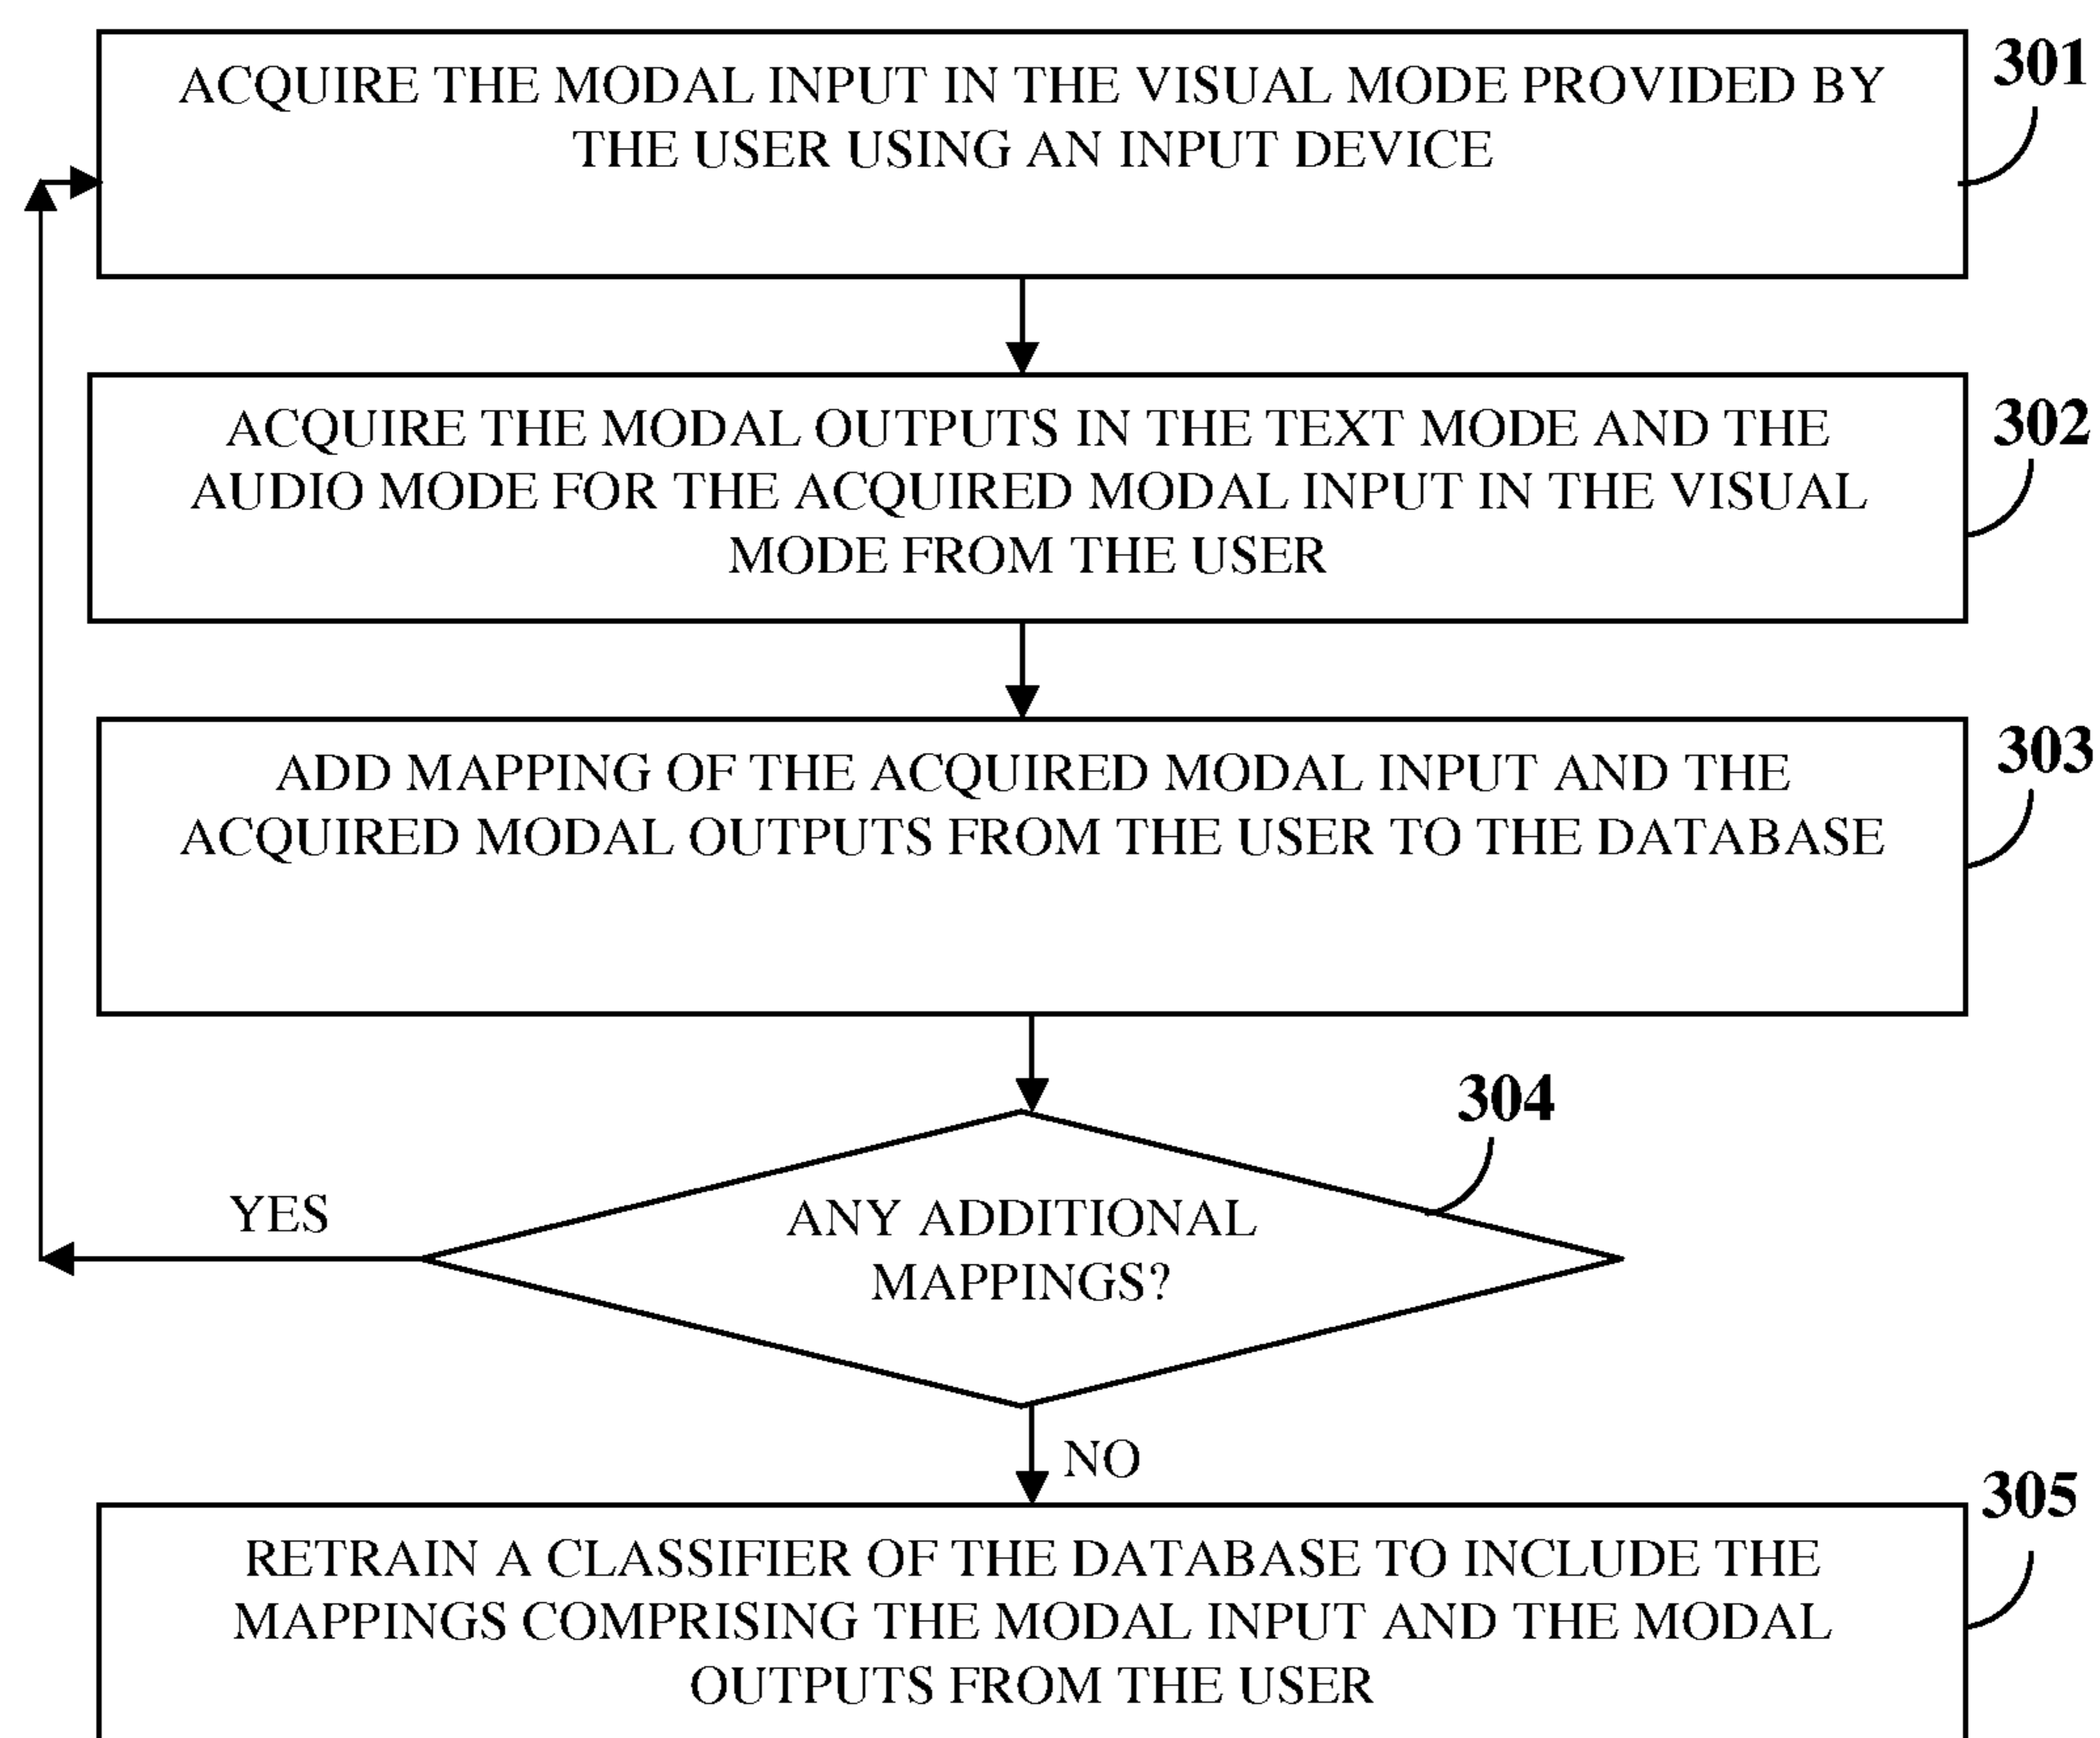 ACQUIRE THE MODAL INPUT IN THE VISUAL MODE PROVIDED BY
THE USER USING AN INPUT DEVICE
301
ACQUIRE THE MODAL OUTPUTS IN THE TEXT MODE AND THE
AUDIO MODE FOR THE ACQUIRED MODAL INPUT IN THE VISUAL
MODE FROM THE USER
302
ADD MAPPING OF THE ACQUIRED MODAL INPUT AND THE
ACQUIRED MODAL OUTPUTS FROM THE USER TO THE DATABASE
303
304
YES
ANY ADDITIONAL
MAPPINGS?
NO
305
RETRAIN A CLASSIFIER OF THE DATABASE TO INCLUDE THE
MAPPINGS COMPRISING THE MODAL INPUT AND THE MODAL
OUTPUTS FROM THE USER